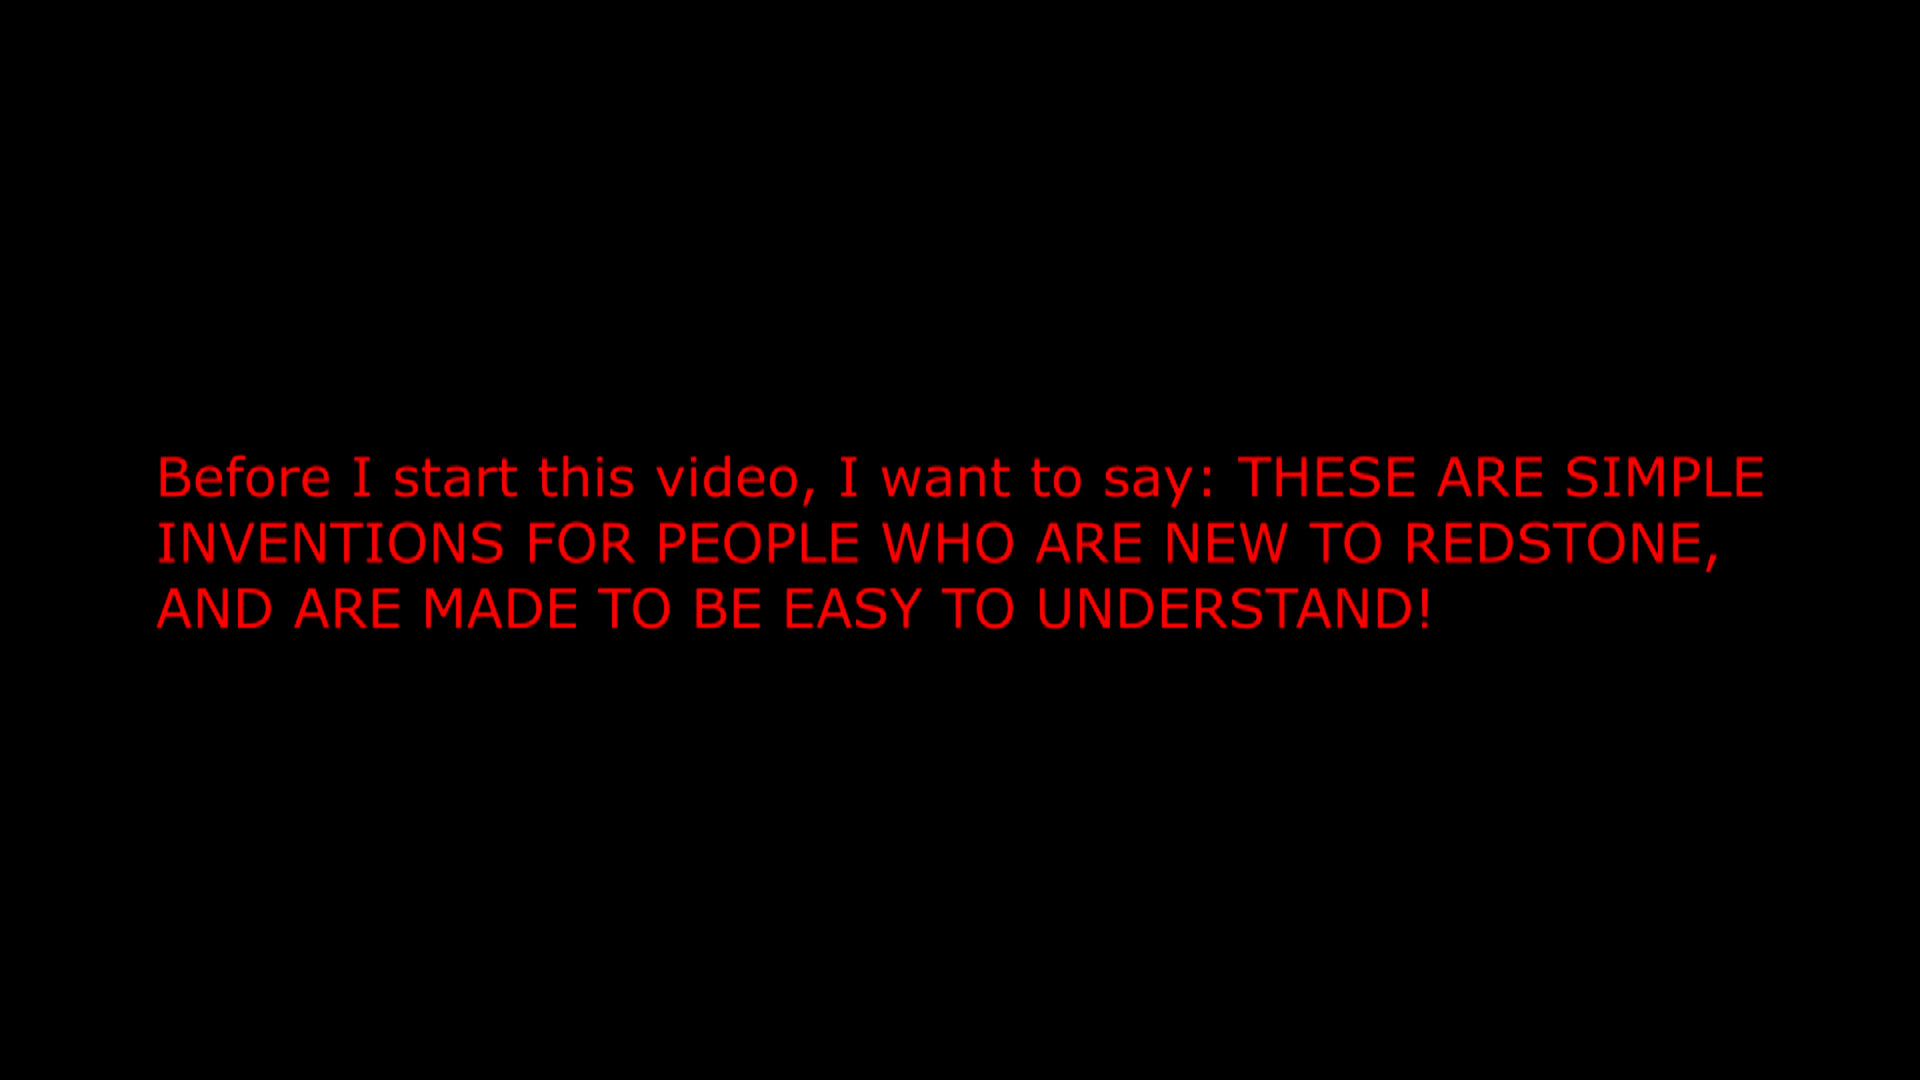 Before I start this video, I want to say: THESE ARE SIMPLE
INVENTIONS FOR PEOPLE WHO ARE NEW TO REDSTONE,
AND ARE MADE TO BE EASY TO UNDERSTAND!